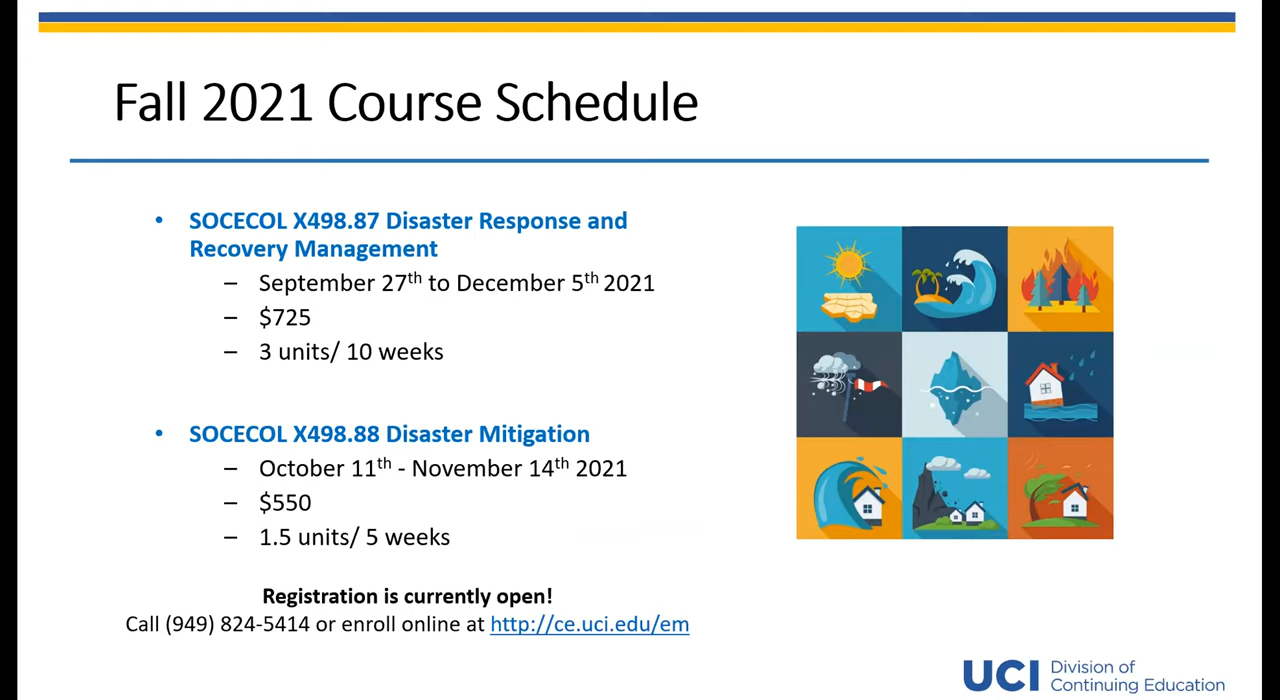 Fall 2021 Course Schedule
• SOCECOL X498.87 Disaster Response and
Recovery Management
– September 27th to December 5th 2021
– $725
– 3 units/ 10 weeks
• SOCECOL X498.88 Disaster Mitigation
– October 11th - November 14th 2021
– $550
– 1.5 units/ 5 weeks
Registration is currently open!
Call (949) 824-5414 or enroll online at http://ce.uci.edu/em
UCI Division of
Continuing Education